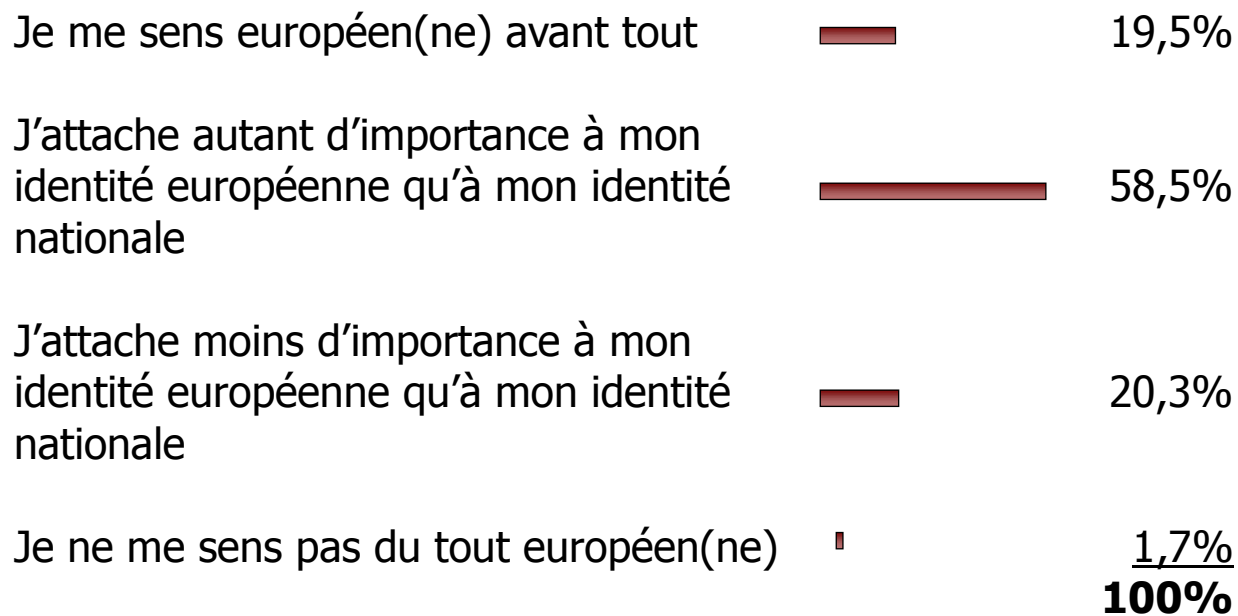 Je me sens européen(ne) avant tout 19,5%
J’attache autant d’importance à mon
identité européenne qu’à mon identité 58,5%
nationale
J’attache moins d’importance à mon
identité européenne qu’à mon identité 20,3%
nationale
Je ne me sens pas du tout européen(ne) 1,7%
100%